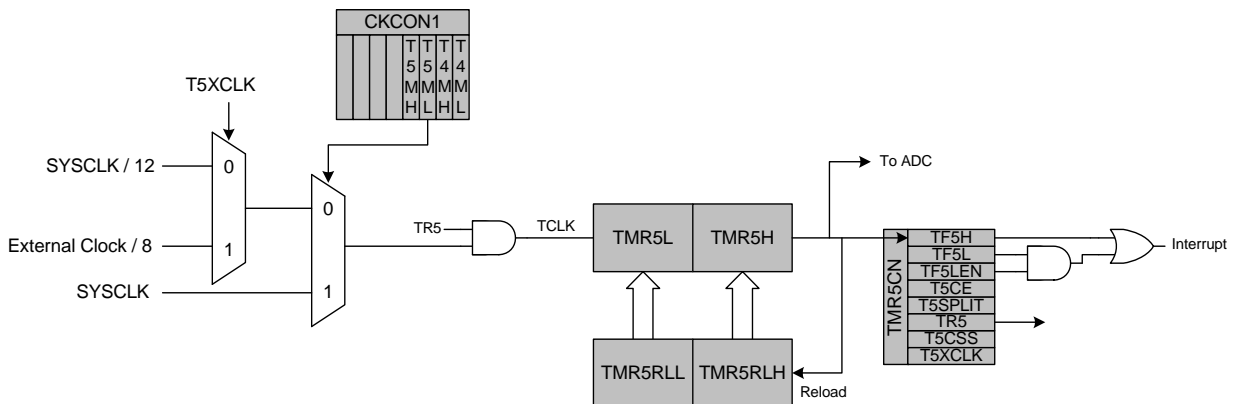 CKCON1
T5MH
T5ML
T4MH
T4ML
T5XCLK
SYSCLK / 12
0
External Clock / 8
1
SYSCLK
0
1
TR5
TCLK
TMR5L
TMR5H
To ADC
TMR5RLL
TMR5RLH
Reload
TMR5CN
TF5H
TF5L
TF5LEN
T5CE
T5SPLIT
TR5
T5CSS
T5XCLK
Interrupt